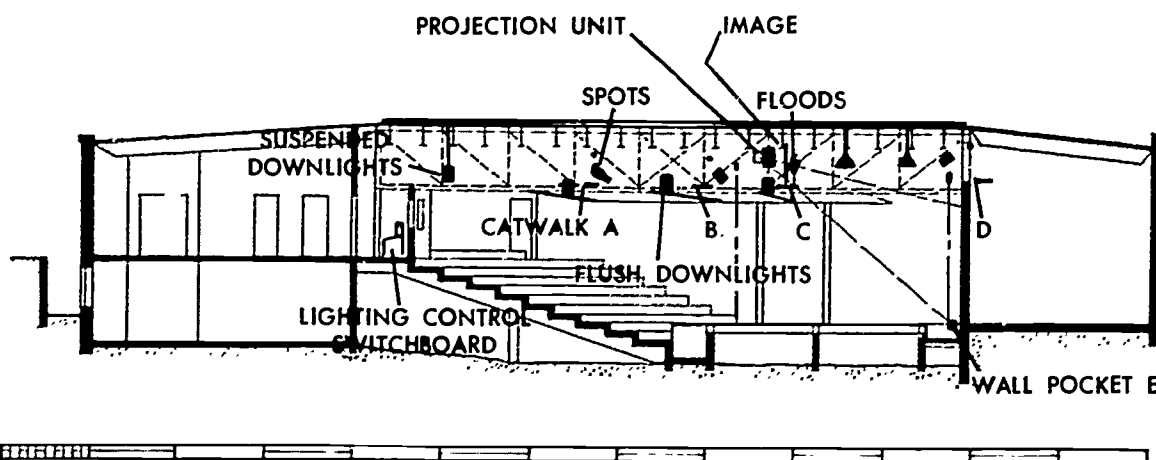 PROJECTION UNIT
IMAGE
SPOTS
FLOODS
SUSPENDED
DOWNLIGHTS
CATWALK A
B
C
D
FLUSH DOWNLIGHTS
LIGHTING CONTROL
SWITCHBOARD
WALL POCKET E